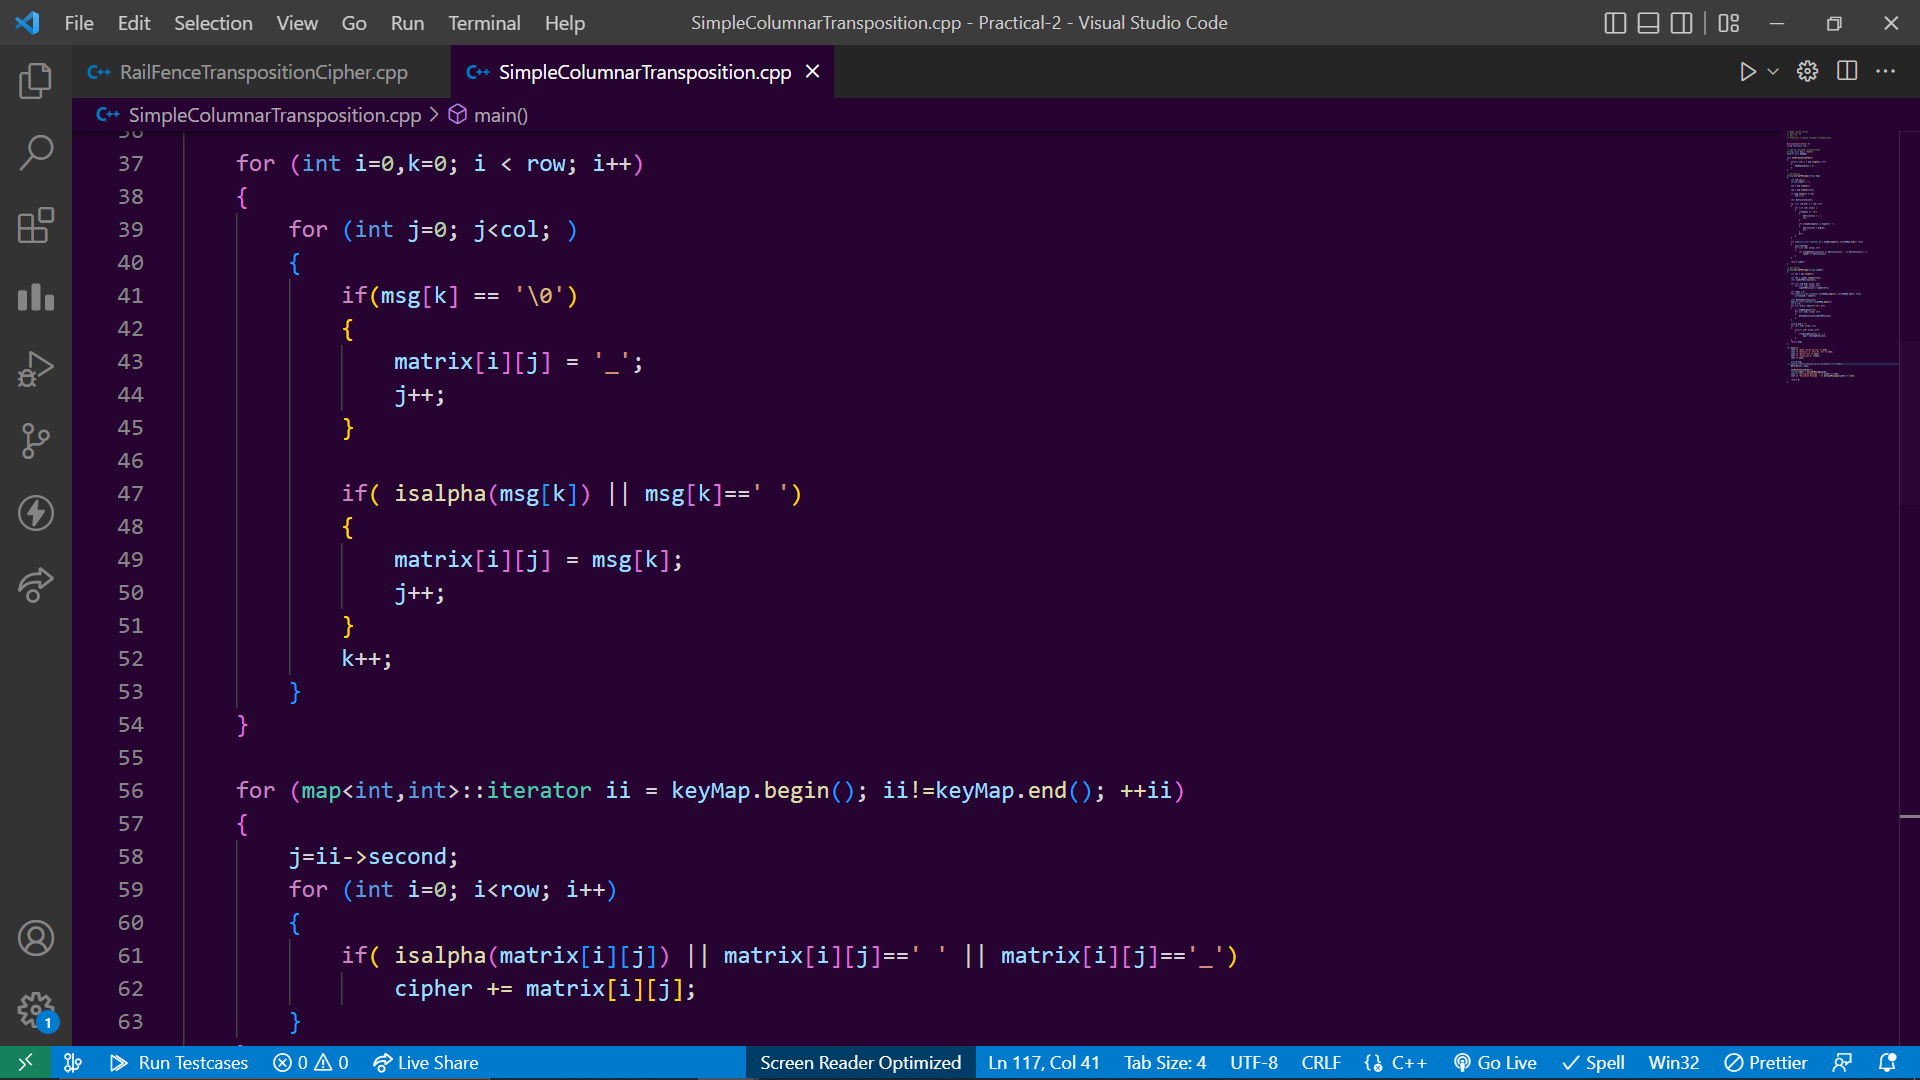 File Edit Selection View Go Run Terminal Help SimpleColumnarTransposition.cpp - Practical-2 - Visual Studio Code
C++ RailFenceTranspositionCipher.cpp C++ SimpleColumnarTransposition.cpp
C++ SimpleColumnarTransposition.cpp > main()
36
37 for (int i=0,k=0; i < row; i++)
38 {
39 for (int j=0; j<col; )
40 {
41 if(msg[k] == '\0')
42 {
43 matrix[i][j] = '_';
44 j++;
45 }
46
47 if( isalpha(msg[k]) || msg[k]==' ')
48 {
49 matrix[i][j] = msg[k];
50 j++;
51 }
52 k++;
53 }
54 }
55
56 for (map<int,int>::iterator ii = keyMap.begin(); ii!=keyMap.end(); ++ii)
57 {
58 j=ii->second;
59 for (int i=0; i<row; i++)
60 {
61 if( isalpha(matrix[i][j]) || matrix[i][j]==' ' || matrix[i][j]=='_')
62 cipher += matrix[i][j];
63 }
1
Run Testcases 0 0 Live Share Screen Reader Optimized Ln 117, Col 41 Tab Size: 4 UTF-8 CRLF C++ Go Live Spell Win32 Prettier